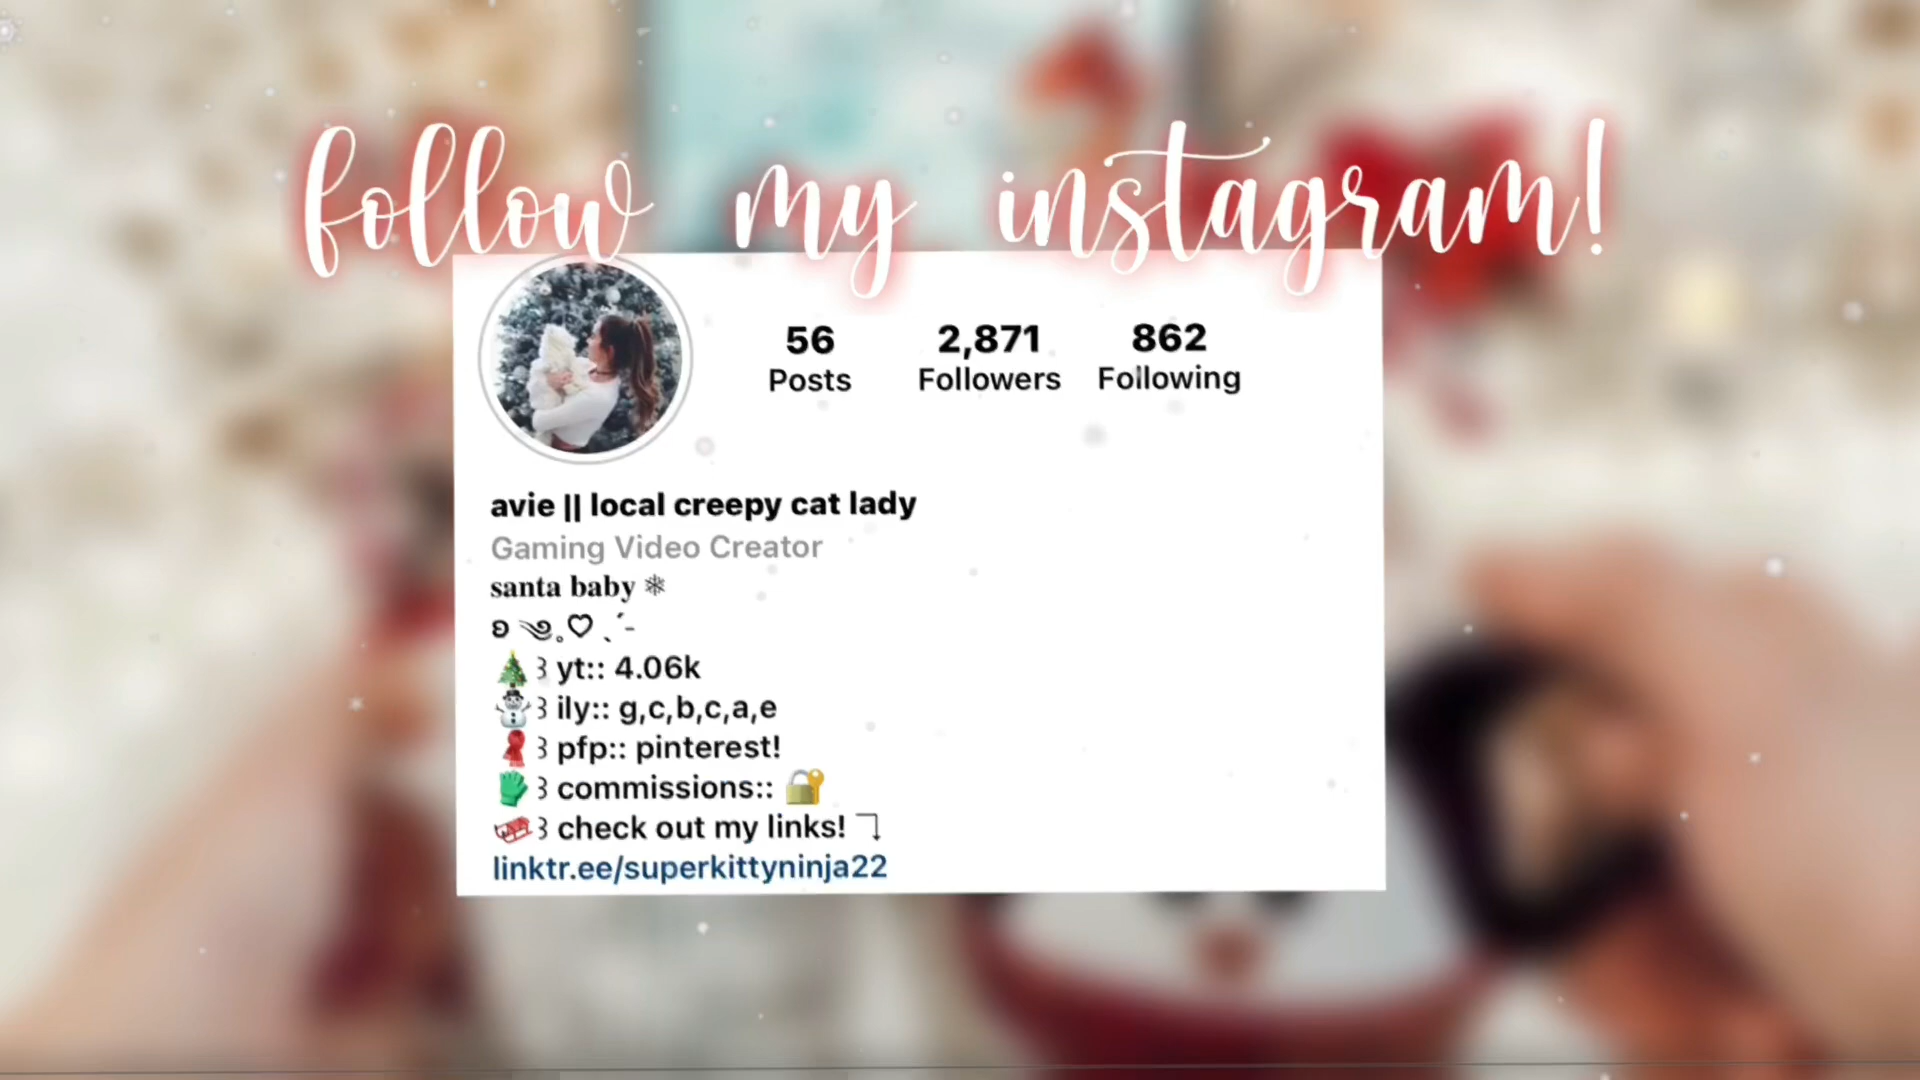 follow my instagram!
56 2,871 862
Posts Followers Following
avie || local creepy cat lady
Gaming Video Creator
santa baby ❄
ʚ ༄｡♡ ˎˊ-
🎄꒱ yt:: 4.06k
⛄꒱ ily:: g,c,b,c,a,e
🧣꒱ pfp:: pinterest!
🧤꒱ commissions:: 🔐
🛷꒱ check out my links! ⤵
linktr.ee/superkittyninja22